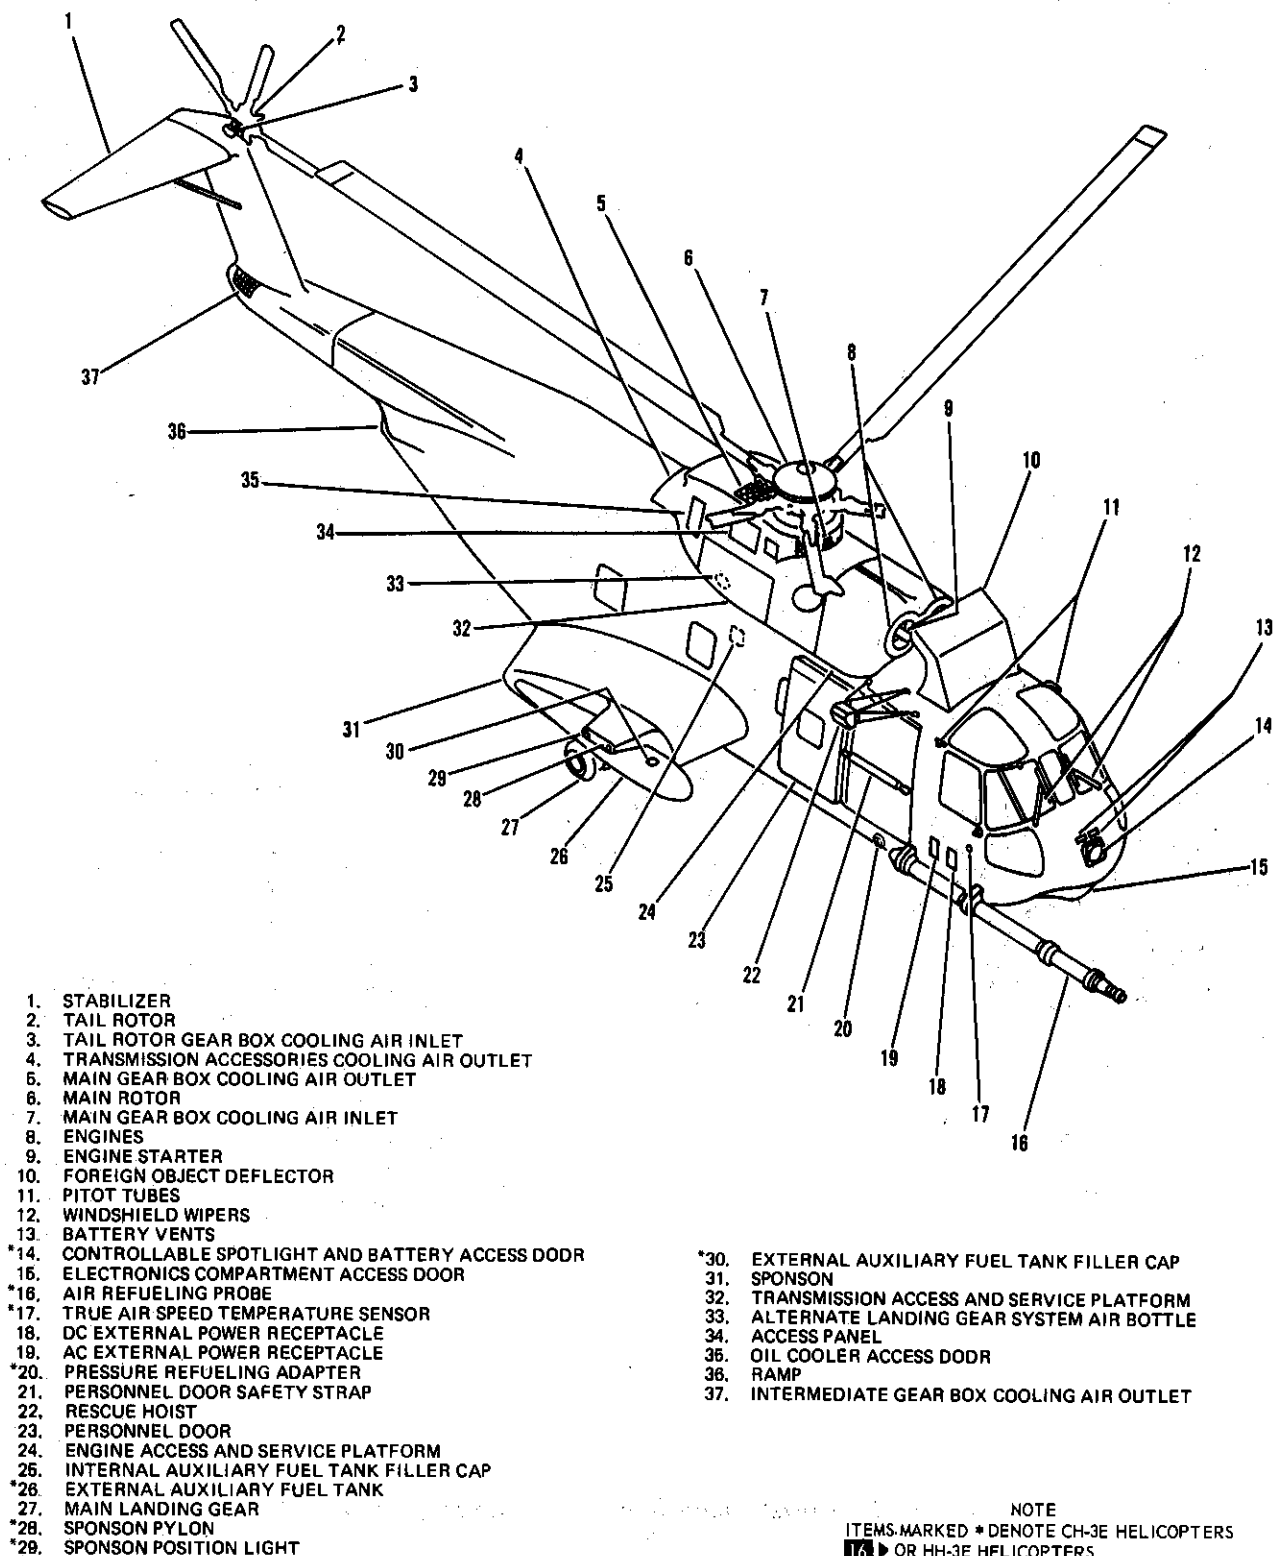 1
2
3
4
5
6
7
8
9
10
11
12
13
14
15
16
17
18
19
20
21
22
23
24
25
26
27
28
29
30
31
32
33
34
35
36
37
1. STABILIZER
2. TAIL ROTOR
3. TAIL ROTOR GEAR BOX COOLING AIR INLET
4. TRANSMISSION ACCESSORIES COOLING AIR OUTLET
5. MAIN GEAR BOX COOLING AIR OUTLET
6. MAIN ROTOR
7. MAIN GEAR BOX COOLING AIR INLET
8. ENGINES
9. ENGINE STARTER
10. FOREIGN OBJECT DEFLECTOR
11. PITOT TUBES
12. WINDSHIELD WIPERS
13. BATTERY VENTS
*14. CONTROLLABLE SPOTLIGHT AND BATTERY ACCESS DOOR
15. ELECTRONICS COMPARTMENT ACCESS DOOR
*16. AIR REFUELING PROBE
*17. TRUE AIR SPEED TEMPERATURE SENSOR
18. DC EXTERNAL POWER RECEPTACLE
19. AC EXTERNAL POWER RECEPTACLE
*20. PRESSURE REFUELING ADAPTER
21. PERSONNEL DOOR SAFETY STRAP
22. RESCUE HOIST
23. PERSONNEL DOOR
24. ENGINE ACCESS AND SERVICE PLATFORM
25. INTERNAL AUXILIARY FUEL TANK FILLER CAP
*26. EXTERNAL AUXILIARY FUEL TANK
27. MAIN LANDING GEAR
*28. SPONSON PYLON
*29. SPONSON POSITION LIGHT
*30. EXTERNAL AUXILIARY FUEL TANK FILLER CAP
31. SPONSON
32. TRANSMISSION ACCESS AND SERVICE PLATFORM
33. ALTERNATE LANDING GEAR SYSTEM AIR BOTTLE
34. ACCESS PANEL
35. OIL COOLER ACCESS DOOR
36. RAMP
37. INTERMEDIATE GEAR BOX COOLING AIR OUTLET
NOTE
ITEMS MARKED * DENOTE CH-3E HELICOPTERS
16 ▶ OR HH-3E HELICOPTERS